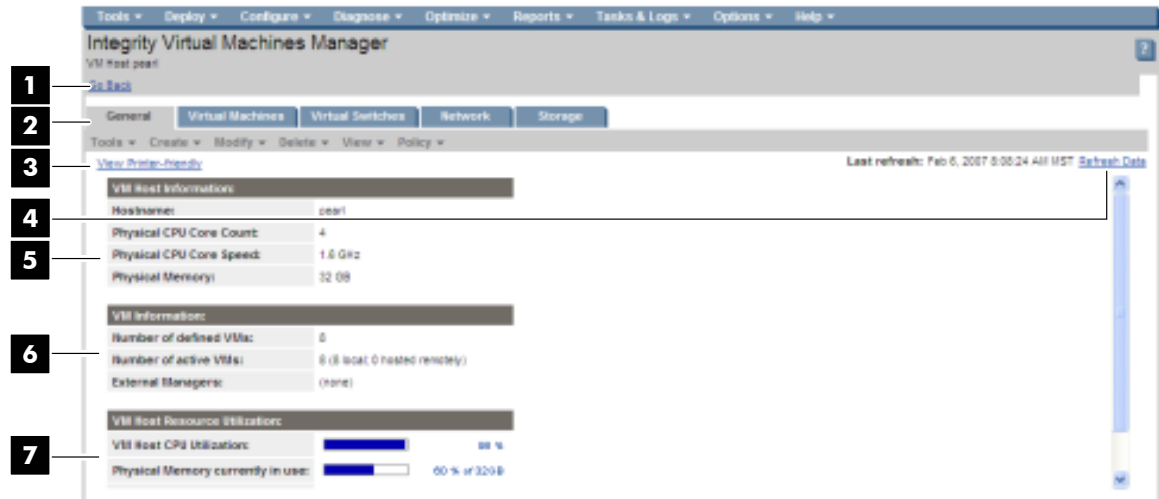 Tools Deploy Configure Diagnose Optimize Reports Tasks & Logs Options Help
Integrity Virtual Machines Manager
?
VM Host pearl
1 Go Back
2 General Virtual Machines Virtual Switches Network Storage
Tools Create Modify Delete View Policy
3 View Printer-friendly Last refresh: Feb 6, 2007 8:08:24 AM MST Refresh Data
VM Host Information:
4 Hostname: pearl
Physical CPU Core Count: 4
5 Physical CPU Core Speed: 1.6 GHz
Physical Memory: 32 GB
VM Information:
Number of defined VMs: 8
6 Number of active VMs: 8 (8 local; 0 hosted remotely)
External Managers: (none)
VM Host Resource Utilization:
7 VM Host CPU Utilization: %
Physical Memory currently in use: 60 % of 32GB